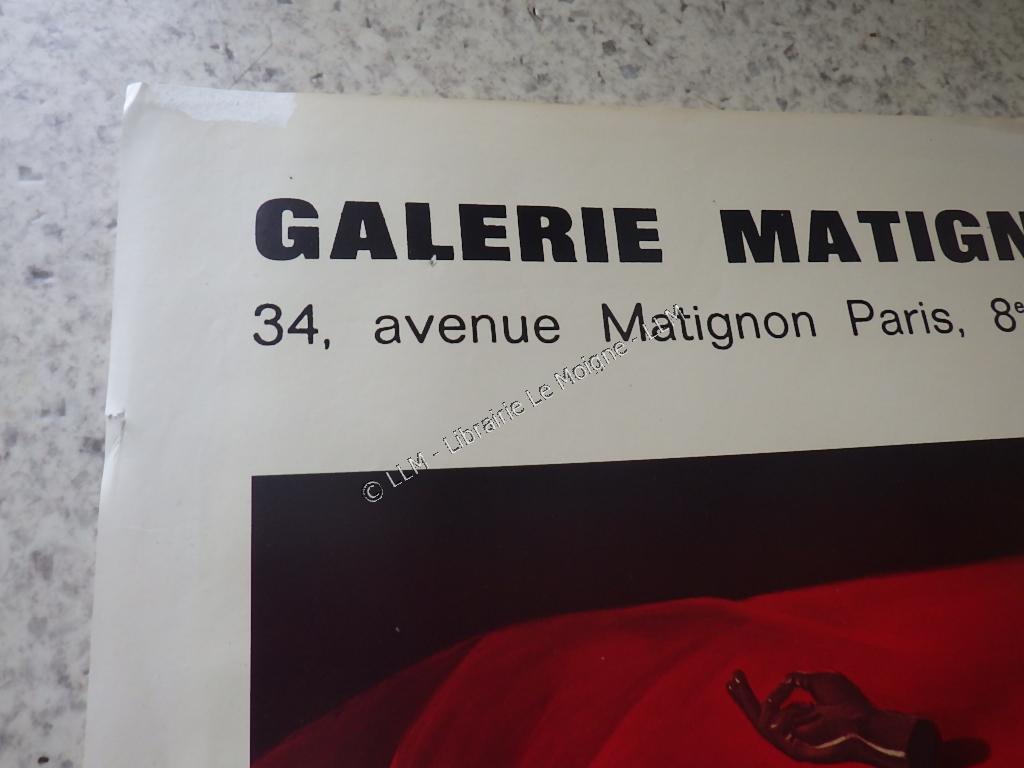 GALERIE MATIGN
34, avenue Matignon Paris, 8e
© LLM - Librairie Le Moigne - LLM